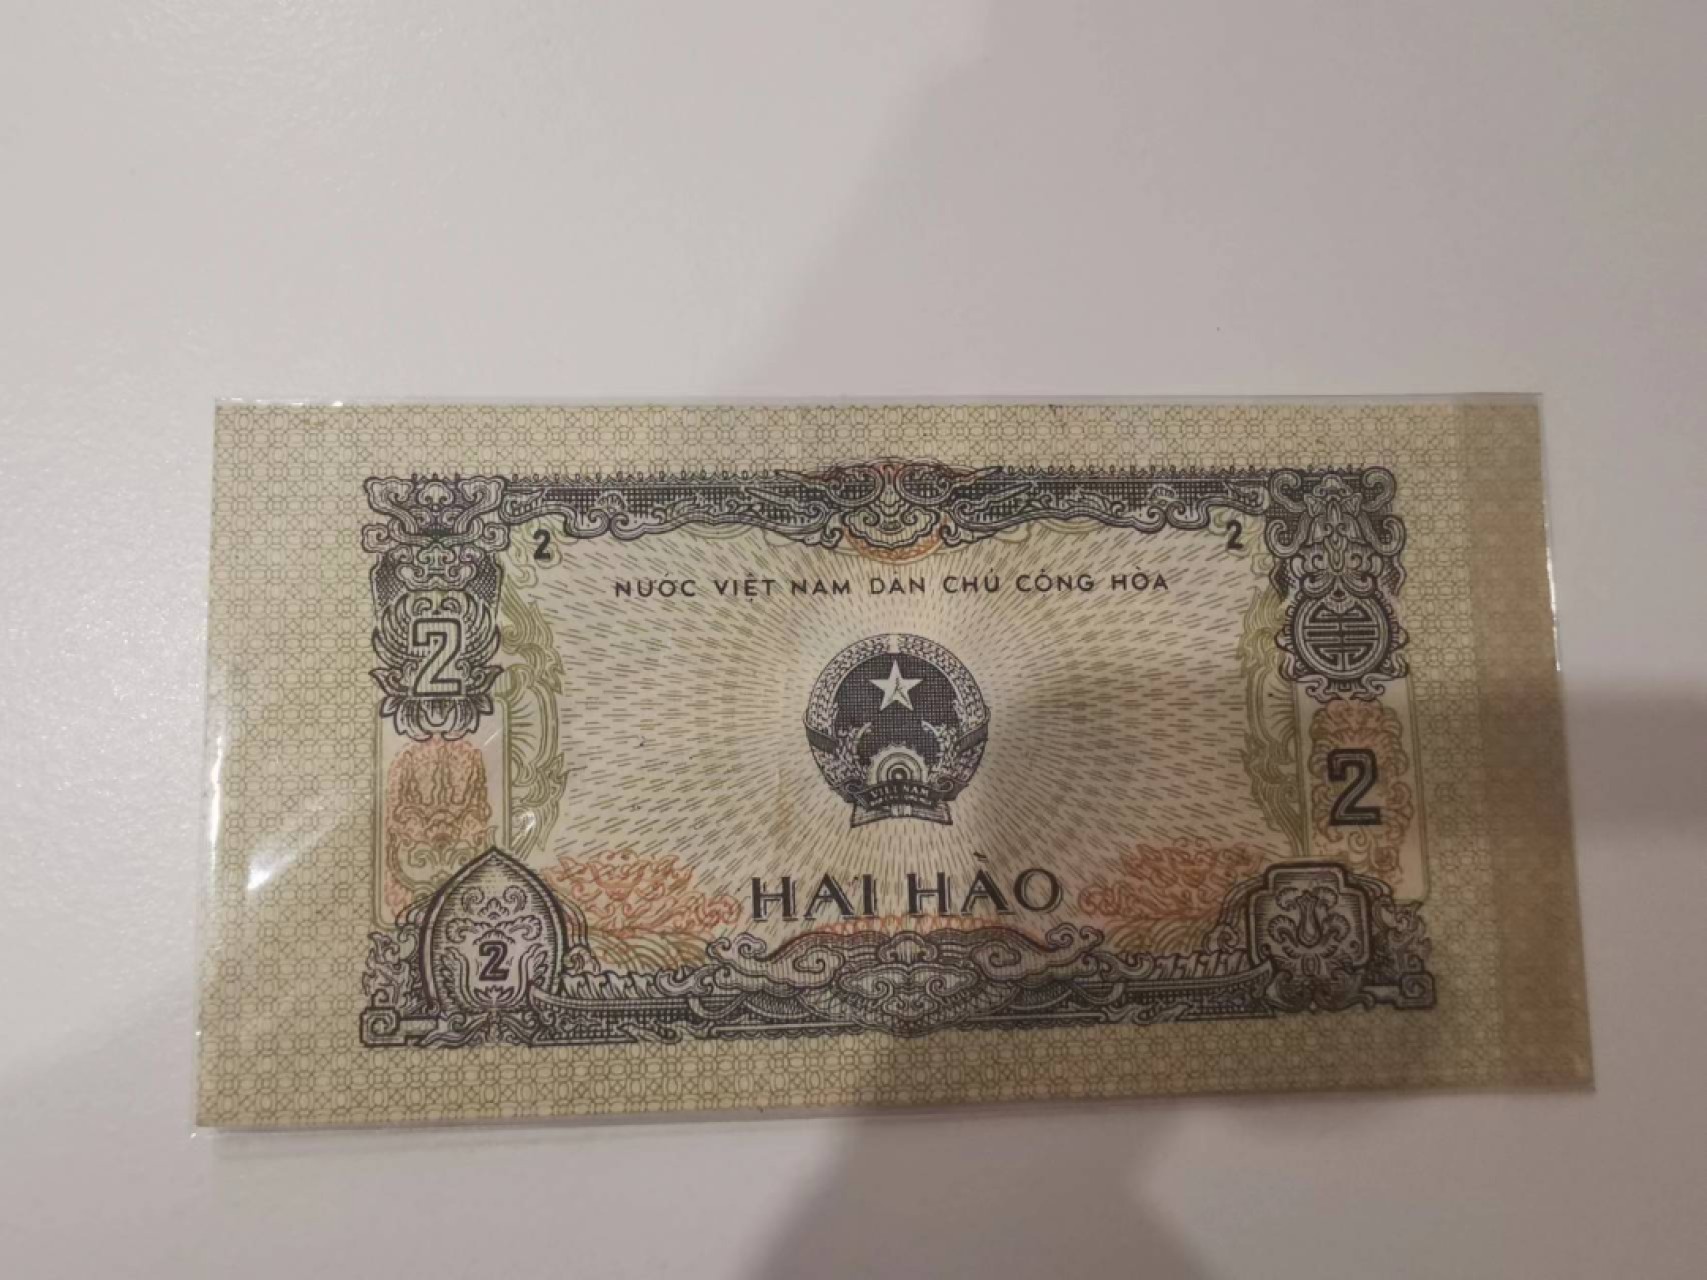 2 2
NƯỚC VIỆT NAM DÂN CHỦ CỘNG HÒA
2
VIỆT NAM
2
HAI HÀO
2